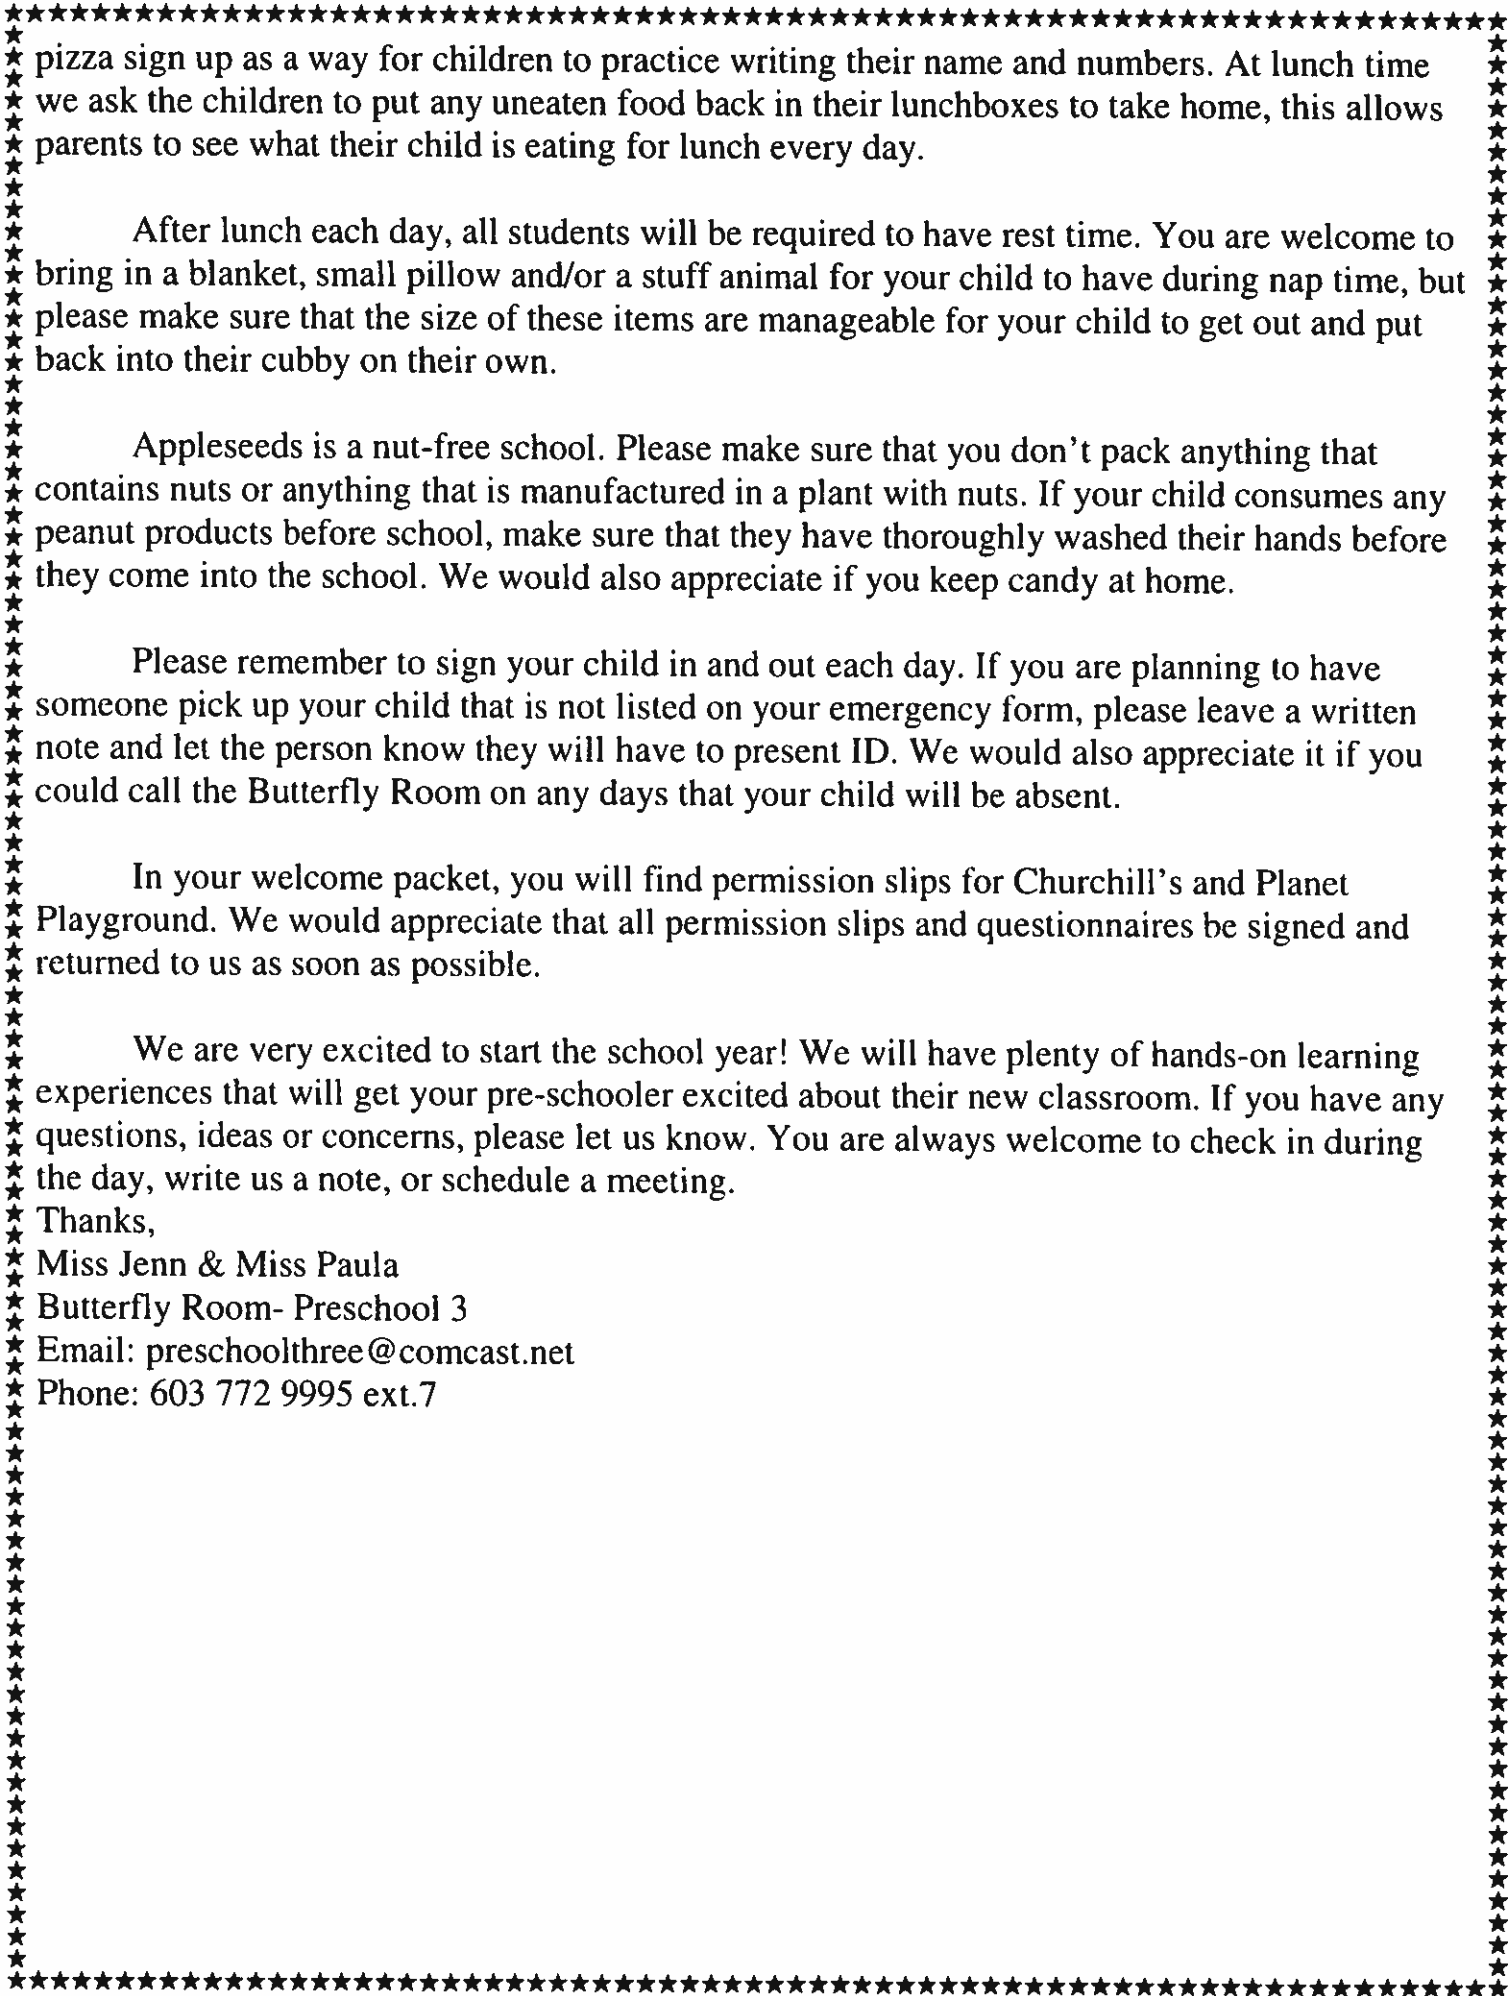 pizza sign up as a way for children to practice writing their name and numbers. At lunch time
we ask the children to put any uneaten food back in their lunchboxes to take home, this allows
parents to see what their child is eating for lunch every day.
After lunch each day, all students will be required to have rest time. You are welcome to
bring in a blanket, small pillow and/or a stuff animal for your child to have during nap time, but
please make sure that the size of these items are manageable for your child to get out and put
back into their cubby on their own.
Appleseeds is a nut-free school. Please make sure that you don't pack anything that
contains nuts or anything that is manufactured in a plant with nuts. If your child consumes any
peanut products before school, make sure that they have thoroughly washed their hands before
they come into the school. We would also appreciate if you keep candy at home.
Please remember to sign your child in and out each day. If you are planning to have
someone pick up your child that is not listed on your emergency form, please leave a written
note and let the person know they will have to present ID. We would also appreciate it if you
could call the Butterfly Room on any days that your child will be absent.
In your welcome packet, you will find permission slips for Churchill's and Planet
Playground. We would appreciate that all permission slips and questionnaires be signed and
returned to us as soon as possible.
We are very excited to start the school year! We will have plenty of hands-on learning
experiences that will get your pre-schooler excited about their new classroom. If you have any
questions, ideas or concerns, please let us know. You are always welcome to check in during
the day, write us a note, or schedule a meeting.
Thanks,
Miss Jenn & Miss Paula
Butterfly Room- Preschool 3
Email: preschoolthree@comcast.net
Phone: 603 772 9995 ext.7